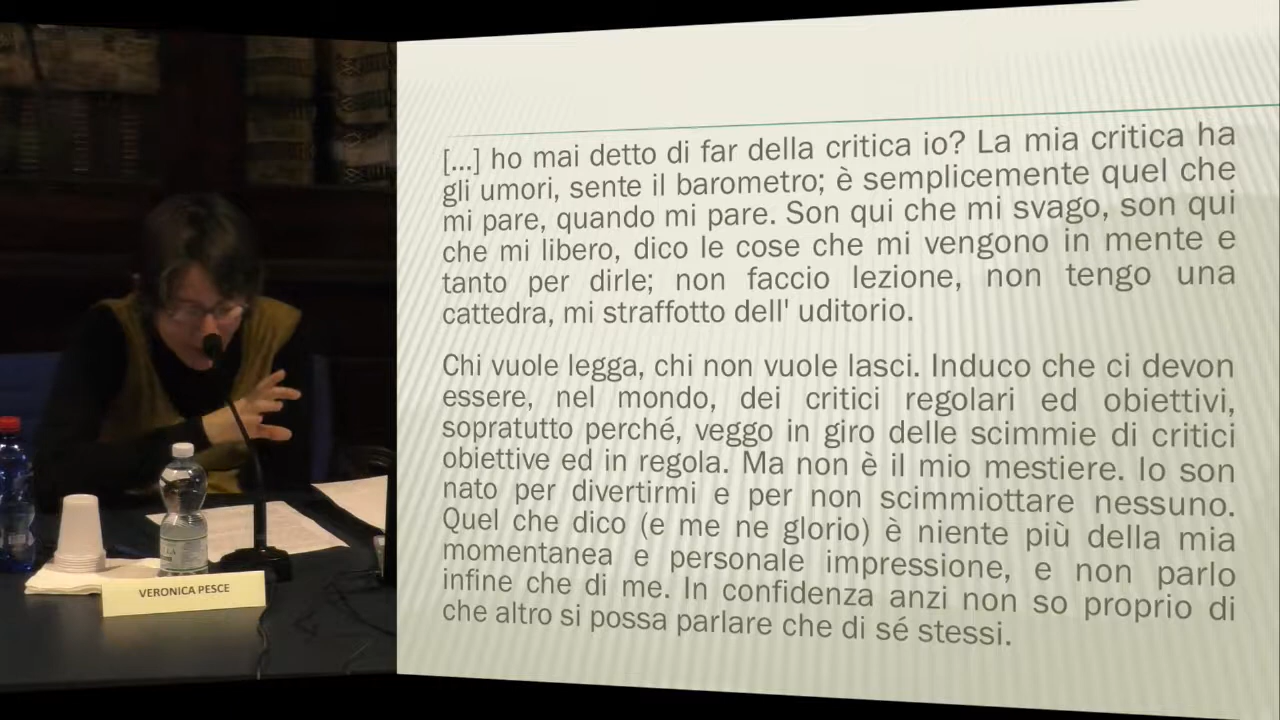 [...] ho mai detto di far della critica io? La mia critica ha
gli umori, sente il barometro; è semplicemente quel che
mi pare, quando mi pare. Son qui che mi svago, son qui
che mi libero, dico le cose che mi vengono in mente e
tanto per dirle; non faccio lezione, non tengo una
cattedra, mi straffotto dell' uditorio.
Chi vuole legga, chi non vuole lasci. Induco che ci devon
essere, nel mondo, dei critici regolari ed obiettivi,
sopratutto perché, veggo in giro delle scimmie di critici
obiettive ed in regola. Ma non è il mio mestiere. Io son
nato per divertirmi e per non scimmiottare nessuno.
Quel che dico (e me ne glorio) è niente più della mia
momentanea e personale impressione, e non parlo
infine che di me. In confidenza anzi non so proprio di
che altro si possa parlare che di sé stessi.
VERONICA PESCE